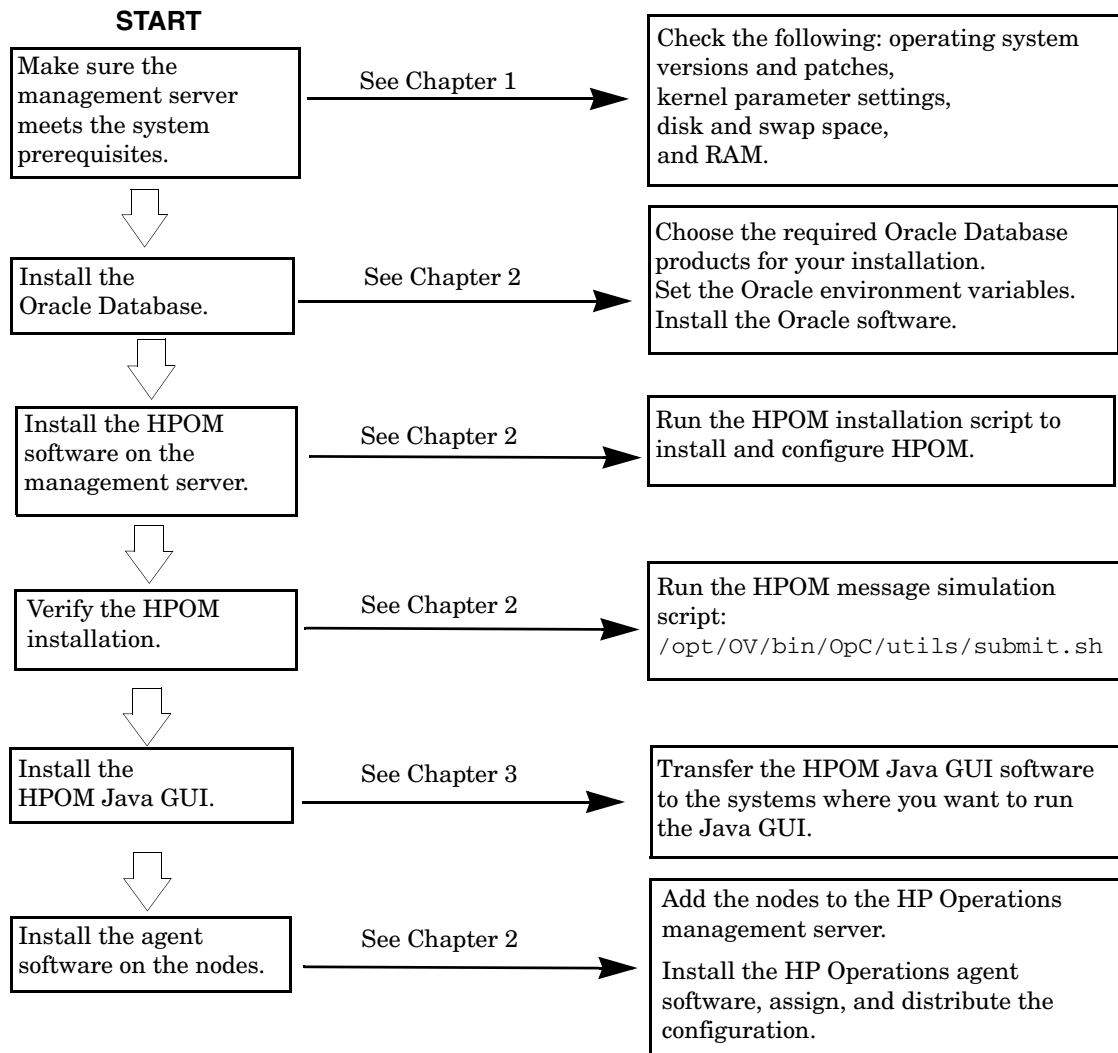 START
Make sure the
management server
meets the system
prerequisites.
See Chapter 1
Check the following: operating system
versions and patches,
kernel parameter settings,
disk and swap space,
and RAM.
Install the
Oracle Database.
See Chapter 2
Choose the required Oracle Database
products for your installation.
Set the Oracle environment variables.
Install the Oracle software.
Install the HPOM
software on the
management server.
See Chapter 2
Run the HPOM installation script to
install and configure HPOM.
Verify the HPOM
installation.
See Chapter 2
Run the HPOM message simulation
script:
/opt/OV/bin/OpC/utils/submit.sh
Install the
HPOM Java GUI.
See Chapter 3
Transfer the HPOM Java GUI software
to the systems where you want to run
the Java GUI.
Install the agent
software on the nodes.
See Chapter 2
Add the nodes to the HP Operations
management server.
Install the HP Operations agent
software, assign, and distribute the
configuration.